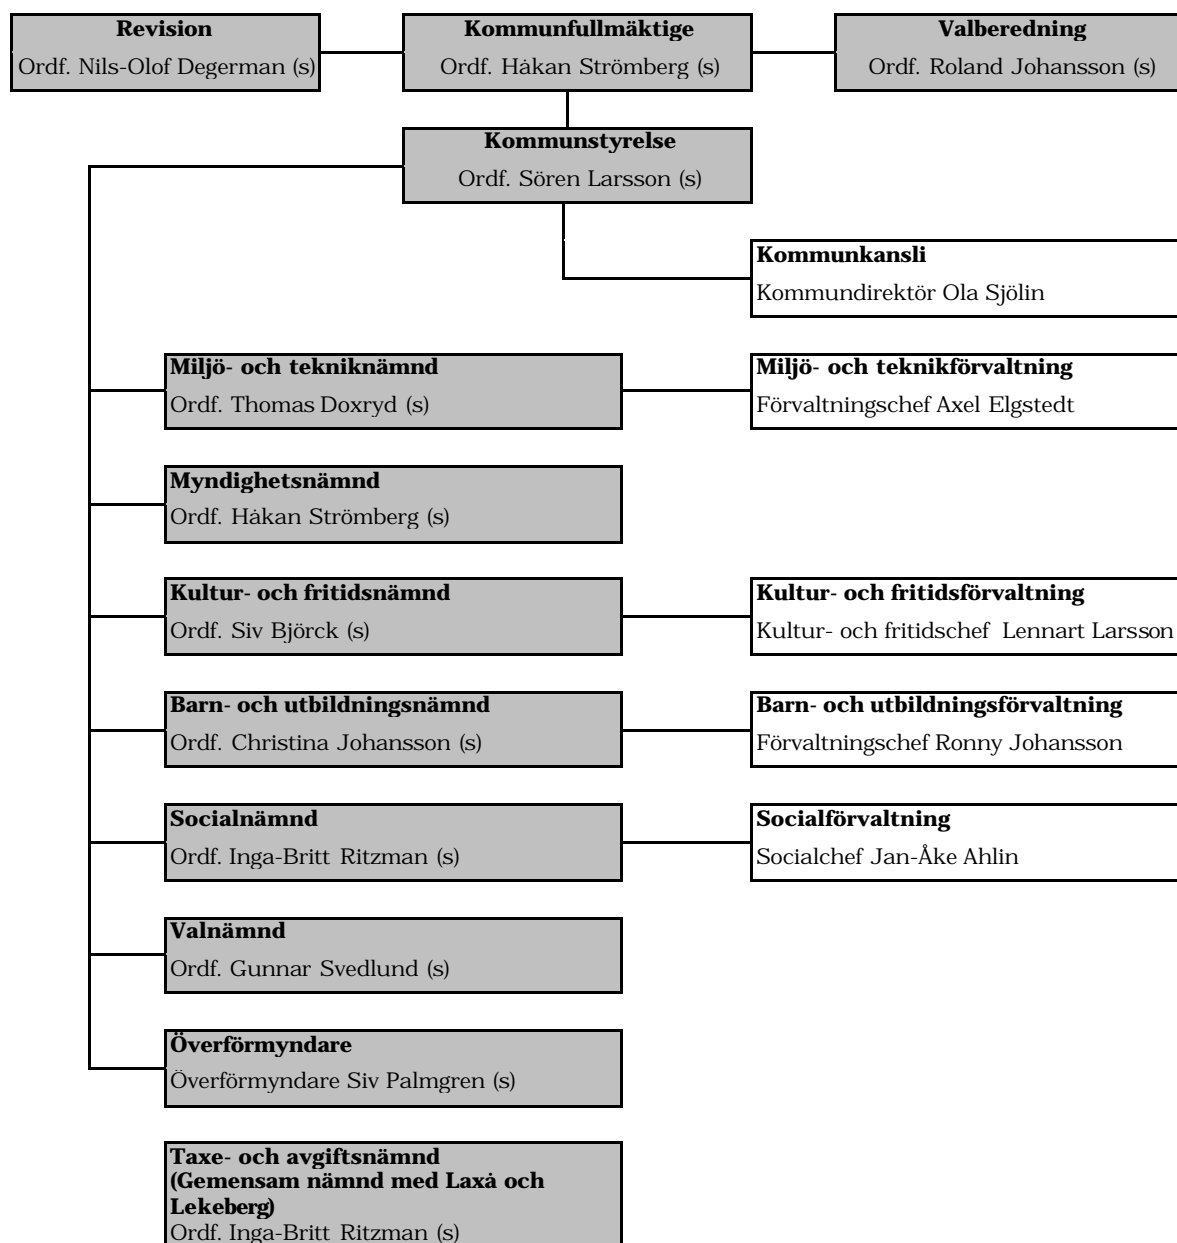 Revision
Ordf. Nils-Olof Degerman (s)
Kommunfullmäktige
Ordf. Håkan Strömberg (s)
Valberedning
Ordf. Roland Johansson (s)
Kommunstyrelse
Ordf. Sören Larsson (s)
Kommunkansli
Kommundirektör Ola Sjölin
Miljö- och tekniknämnd
Ordf. Thomas Doxryd (s)
Miljö- och teknikförvaltning
Förvaltningschef Axel Elgstedt
Myndighetsnämnd
Ordf. Håkan Strömberg (s)
Kultur- och fritidsnämnd
Ordf. Siv Björck (s)
Kultur- och fritidsförvaltning
Kultur- och fritidschef Lennart Larsson
Barn- och utbildningsnämnd
Ordf. Christina Johansson (s)
Barn- och utbildningsförvaltning
Förvaltningschef Ronny Johansson
Socialnämnd
Ordf. Inga-Britt Ritzman (s)
Socialförvaltning
Socialchef Jan-Åke Ahlin
Valnämnd
Ordf. Gunnar Svedlund (s)
Överförmyndare
Överförmyndare Siv Palmgren (s)
Taxe- och avgiftsnämnd
(Gemensam nämnd med Laxå och
Lekeberg)
Ordf. Inga-Britt Ritzman (s)